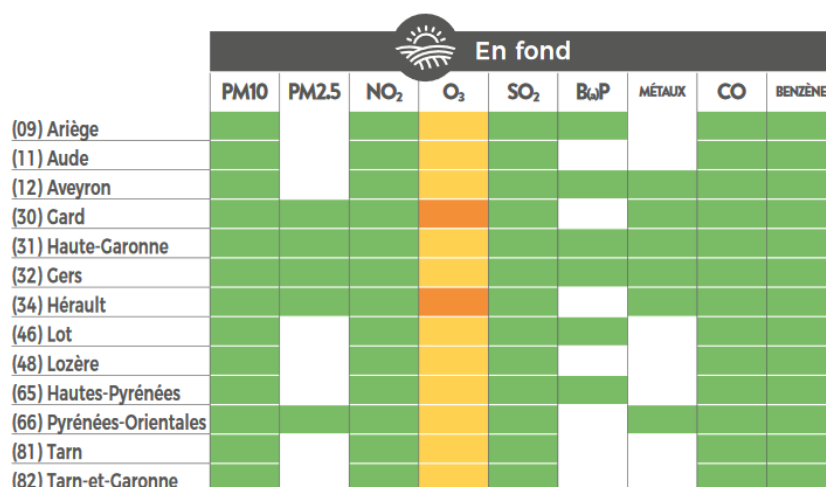 En fond
PM10 PM2.5 NO₂ O₃ SO₂ B(a)P MÉTAUX CO BENZÈNE
(09) Ariège
(11) Aude
(12) Aveyron
(30) Gard
(31) Haute-Garonne
(32) Gers
(34) Hérault
(46) Lot
(48) Lozère
(65) Hautes-Pyrénées
(66) Pyrénées-Orientales
(81) Tarn
(82) Tarn-et-Garonne